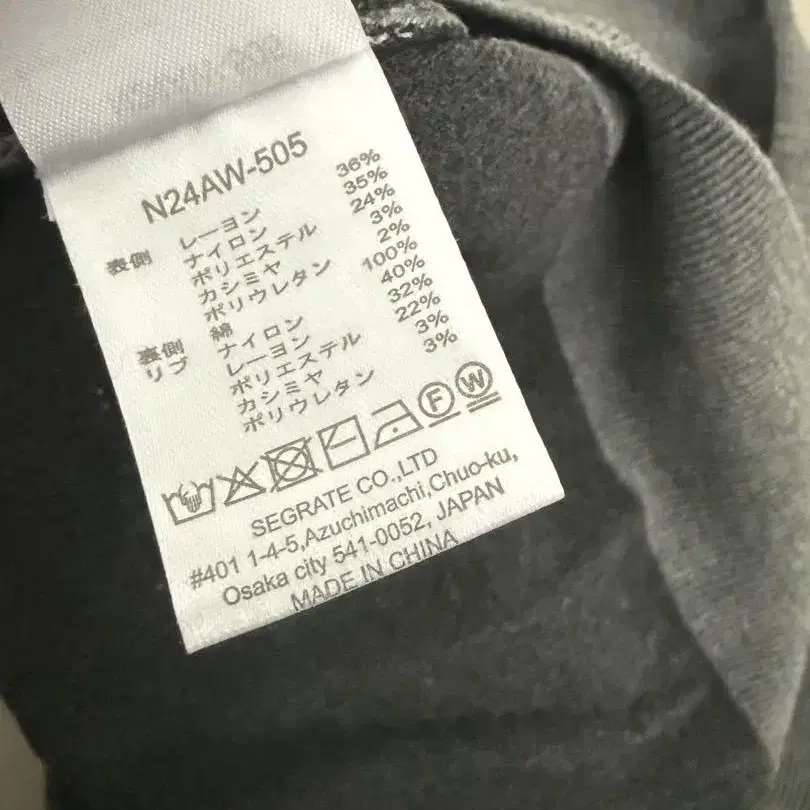 N24AW-505
表側 レーヨン 36%
ナイロン 35%
ポリエステル 24%
カシミヤ 3%
ポリウレタン 2%
裏側 綿 100%
リブ ナイロン 40%
レーヨン 32%
ポリエステル 22%
カシミヤ 3%
ポリウレタン 3%
F W
SEGRATE CO.,LTD
#401 1-4-5,Azuchimachi,Chuo-ku,
Osaka city 541-0052, JAPAN
MADE IN CHINA